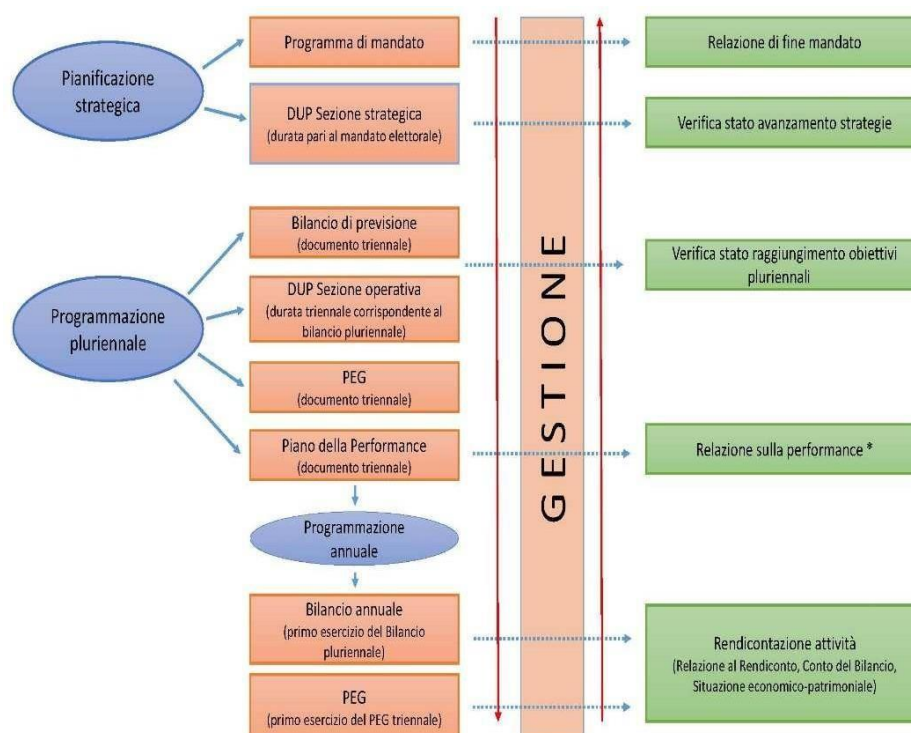 Pianificazione
strategica
Programma di mandato
DUP Sezione strategica
(durata pari al mandato elettorale)
Programmazione
pluriennale
Bilancio di previsione
(documento triennale)
DUP Sezione operativa
(durata triennale corrispondente al
bilancio pluriennale)
PEG
(documento triennale)
Piano della Performance
(documento triennale)
Programmazione
annuale
Bilancio annuale
(primo esercizio del Bilancio
pluriennale)
PEG
(primo esercizio del PEG triennale)
GESTIONE
Relazione di fine mandato
Verifica stato avanzamento strategie
Verifica stato raggiungimento obiettivi
pluriennali
Relazione sulla performance *
Rendicontazione attività
(Relazione al Rendiconto, Conto del Bilancio,
Situazione economico-patrimoniale)